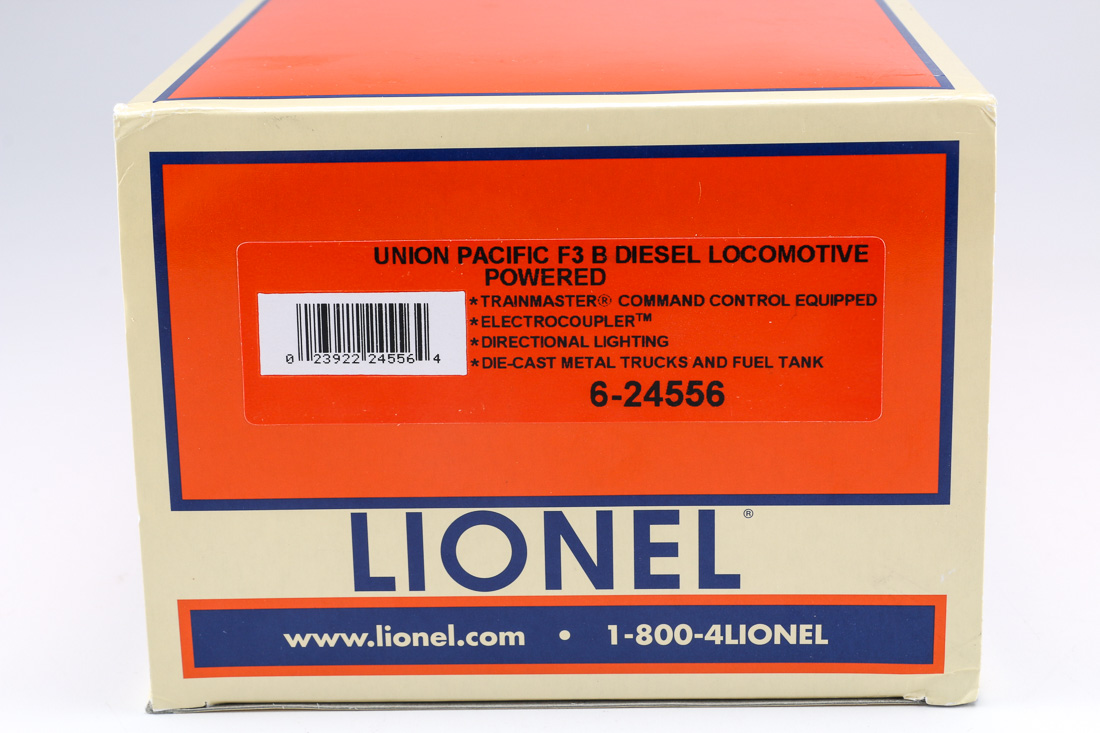 UNION PACIFIC F3 B DIESEL LOCOMOTIVE
POWERED
*TRAINMASTER® COMMAND CONTROL EQUIPPED
*ELECTROCOUPLER™
*DIRECTIONAL LIGHTING
*DIE-CAST METAL TRUCKS AND FUEL TANK
0 23922 24556 4
6-24556
LIONEL®
www.lionel.com • 1-800-4LIONEL